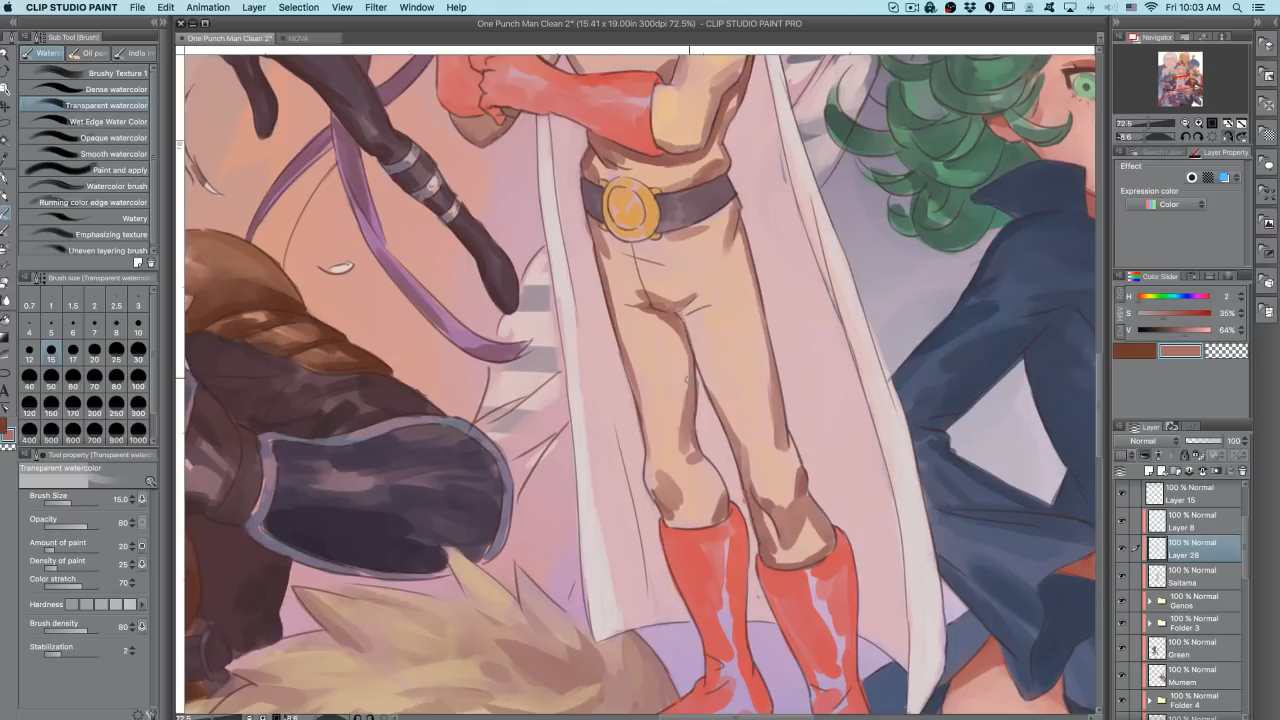 CLIP STUDIO PAINT File Edit Animation Layer Selection View Filter Window Help Fri 10:03 AM
One Punch Man Clean 2* (15.41 x 19.00in 300dpi 72.5%) - CLIP STUDIO PAINT PRO
Sub Tool [Brush]
One Punch Man Clean 2*
NOVA
Navigator
Oil pa
India in
Brushy Texture 1
Dense watercolor
Transparent watercolor
Wet Edge Water Color
Opaque watercolor
Smooth watercolor
Paint and apply
Watercolor brush
Running color edge watercolor
Watery
Emphasizing texture
Uneven layering brush
Brush size [Transparent watercolor
0.7 1 1.5 2 2.5 3
4 5 6 7 8 10
12 15 17 20 25 30
40 50 60 70 80 100
120 150 170 200 250 300
400 500 600 700 800 1000
Tool property [Transparent waterco
Transparent watercolor
Brush Size 15.0
Opacity 80
Amount of paint 20
Density of paint 25
Color stretch 70
Hardness
Brush density 80
Stabilization 2
72.5
-8.6
Layer Property
Effect
Expression color
Color
Color Slider
H 2
S 35%
V 64%
Layer
Normal 100
100 % Normal
Layer 15
100 % Normal
Layer 8
100 % Normal
Layer 28
100 % Normal
Saitama
100 % Normal
Genos
100 % Normal
Folder 3
100 % Normal
Green
100 % Normal
Mumem
100 % Normal
Folder 4
100 % Normal
72.5
-8.6